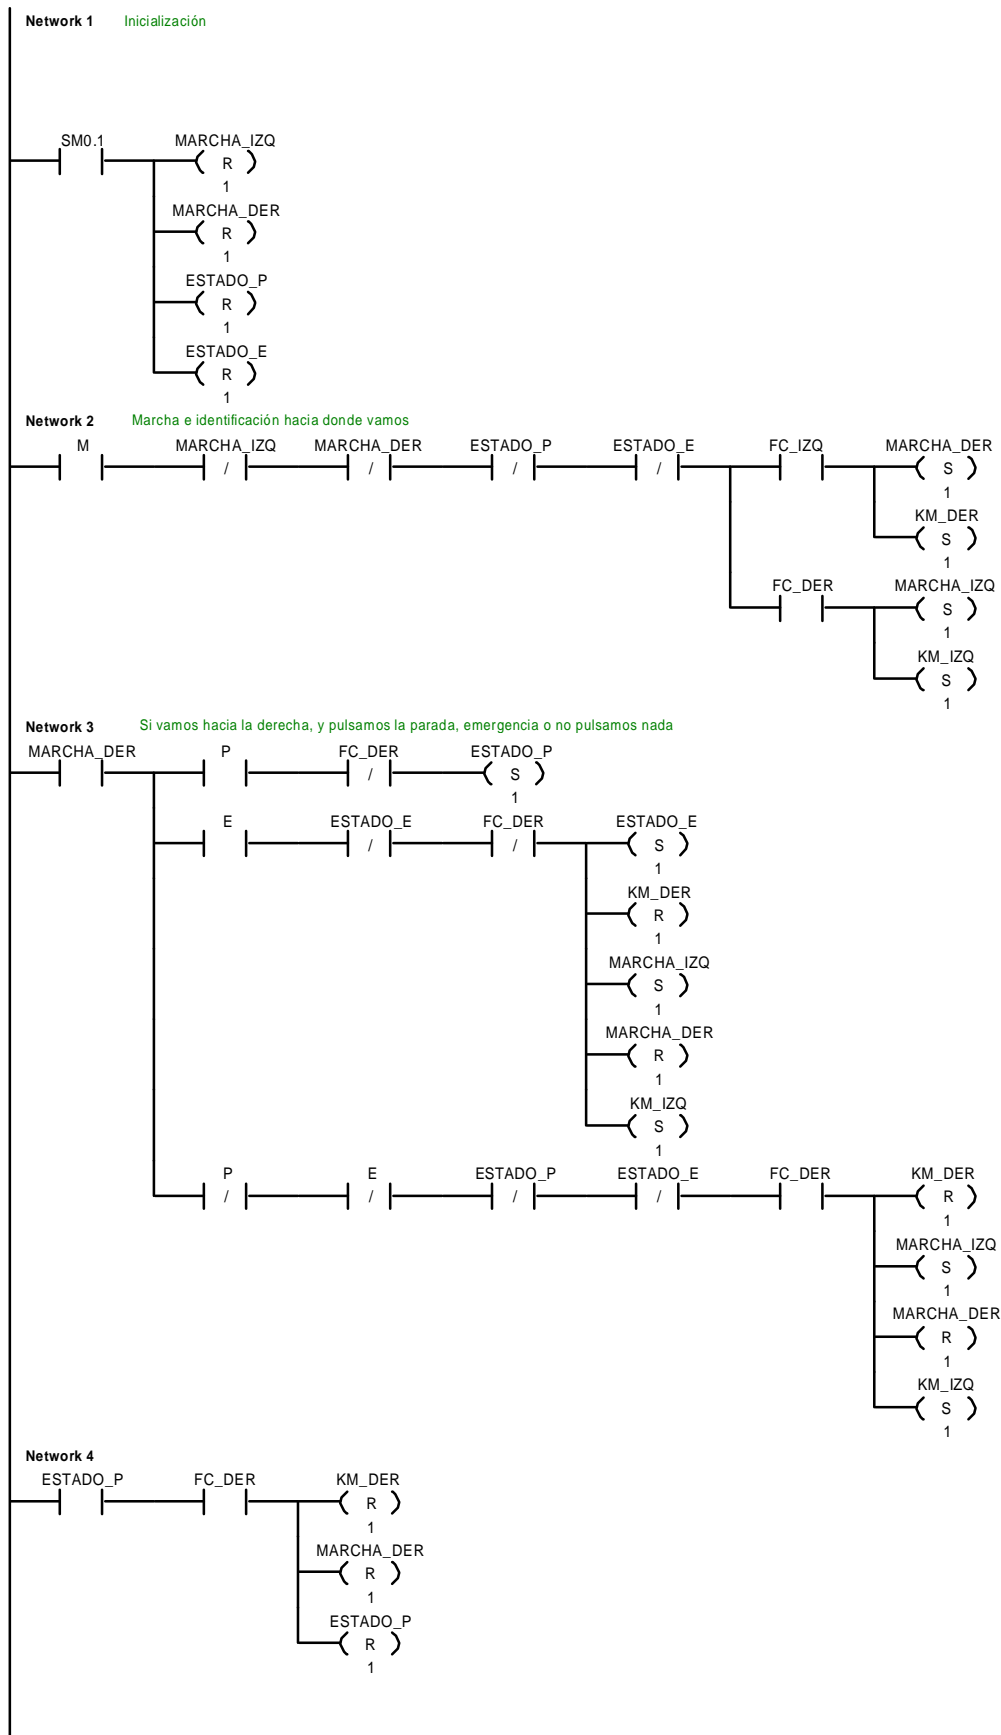 Network 1 Inicialización
SM0.1 MARCHA_IZQ
R
1
MARCHA_DER
R
1
ESTADO_P
R
1
ESTADO_E
R
1
Network 2 Marcha e identificación hacia donde vamos
M MARCHA_IZQ MARCHA_DER ESTADO_P ESTADO_E FC_IZQ MARCHA_DER
/ / / / S
1
KM_DER
S
1
FC_DER MARCHA_IZQ
S
1
KM_IZQ
S
1
Network 3 Si vamos hacia la derecha, y pulsamos la parada, emergencia o no pulsamos nada
MARCHA_DER P FC_DER ESTADO_P
/ S
1
E ESTADO_E FC_DER ESTADO_E
/ / S
1
KM_DER
R
1
MARCHA_IZQ
S
1
MARCHA_DER
R
1
KM_IZQ
S
1
P E ESTADO_P ESTADO_E FC_DER KM_DER
/ / / / R
1
MARCHA_IZQ
S
1
MARCHA_DER
R
1
KM_IZQ
S
1
Network 4
ESTADO_P FC_DER KM_DER
R
1
MARCHA_DER
R
1
ESTADO_P
R
1